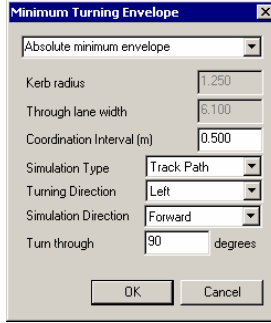 Minimum Turning Envelope
Absolute minimum envelope
Kerb radius 1.250
Through lane width 6.100
Coordination Interval (m) 0.500
Simulation Type Track Path
Turning Direction Left
Simulation Direction Forward
Turn through 90 degrees
OK Cancel